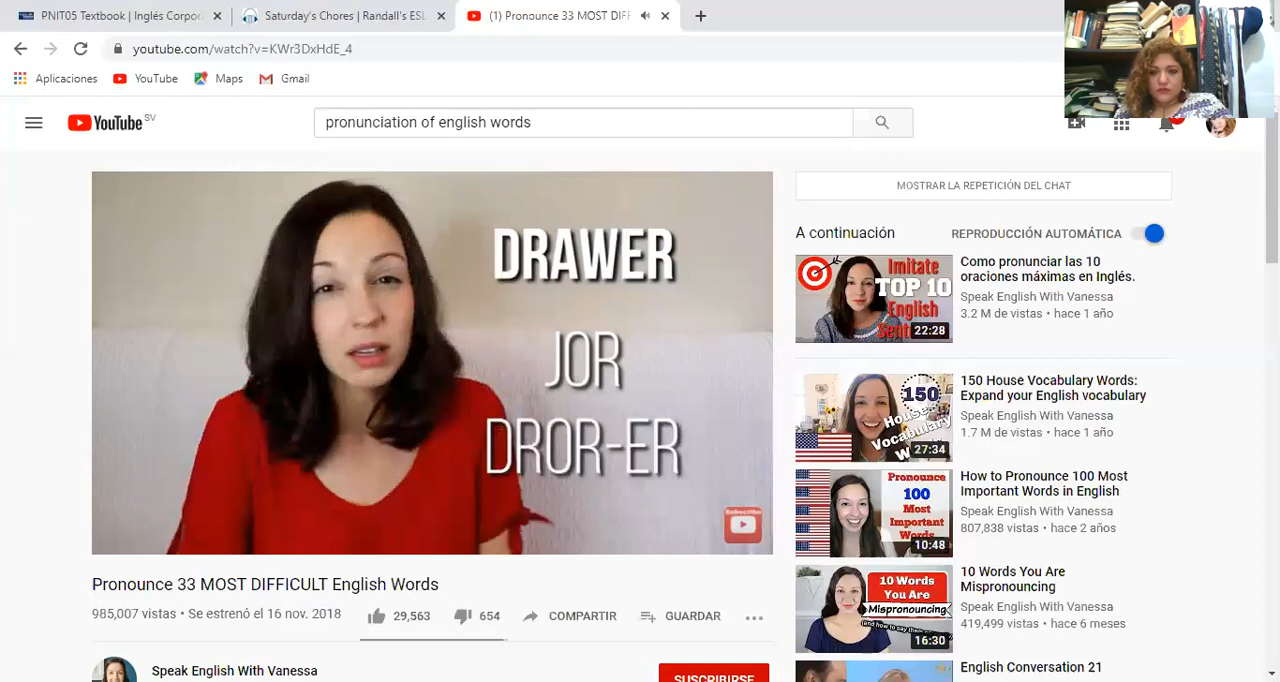 PNIT05 Textbook | Inglés Corpor
Saturday's Chores | Randall's ESL
(1) Pronounce 33 MOST DIFF
youtube.com/watch?v=KWr3DxHdE_4
Aplicaciones
YouTube
Maps
Gmail
YouTube SV
pronunciation of english words
DRAWER
JOR
DROR-ER
Subscribe
Pronounce 33 MOST DIFFICULT English Words
985,007 vistas • Se estrenó el 16 nov. 2018
29,563
654
COMPARTIR
GUARDAR
Speak English With Vanessa
SUSCRIBIRSE
MOSTRAR LA REPETICIÓN DEL CHAT
A continuación
REPRODUCCIÓN AUTOMÁTICA
Imitate
TOP 10
English
22:28
Como pronunciar las 10
oraciones máximas en Inglés.
Speak English With Vanessa
3.2 M de vistas • hace 1 año
150
House
Vocabulary
27:34
150 House Vocabulary Words:
Expand your English vocabulary
Speak English With Vanessa
1.7 M de vistas • hace 1 año
Pronounce
100
Most
Important
Words
10:48
How to Pronounce 100 Most
Important Words in English
Speak English With Vanessa
807,838 vistas • hace 2 años
10 Words
You Are
Mispronouncing
and how to say them
16:30
10 Words You Are
Mispronouncing
Speak English With Vanessa
419,499 vistas • hace 6 meses
English Conversation 21